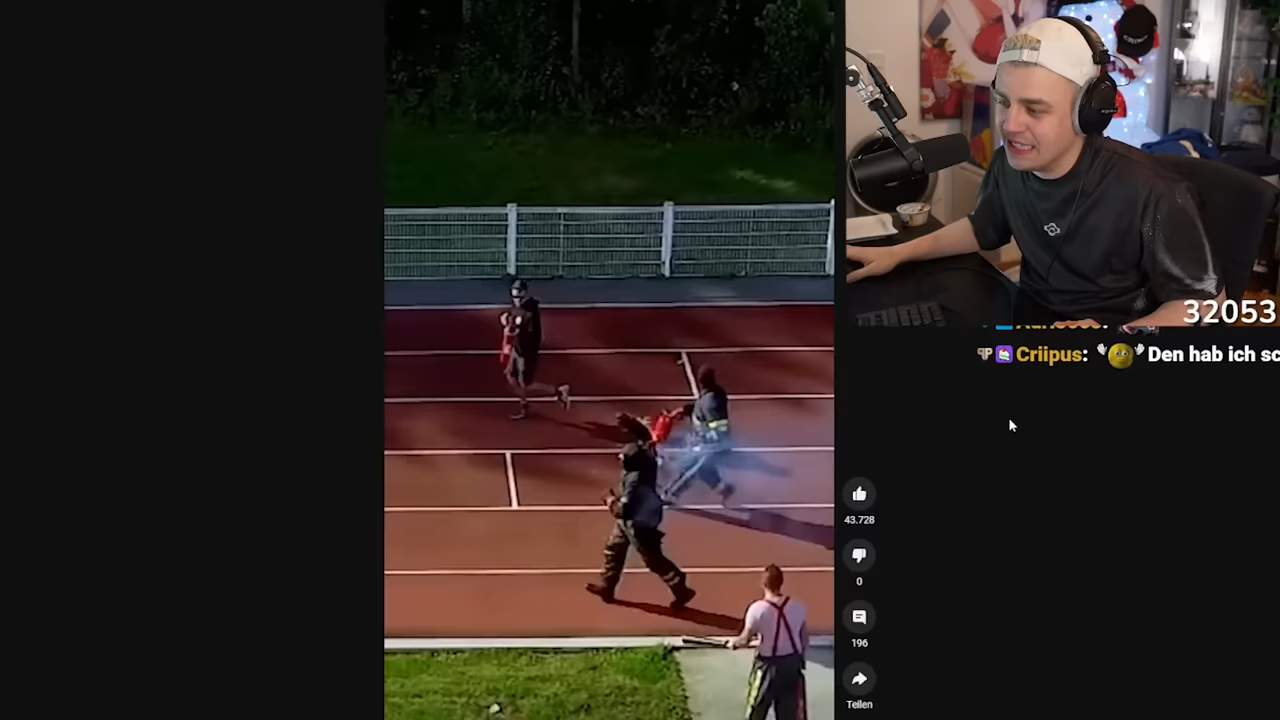 32053
Criipus: Den hab ich sc
43.728
0
196
Teilen